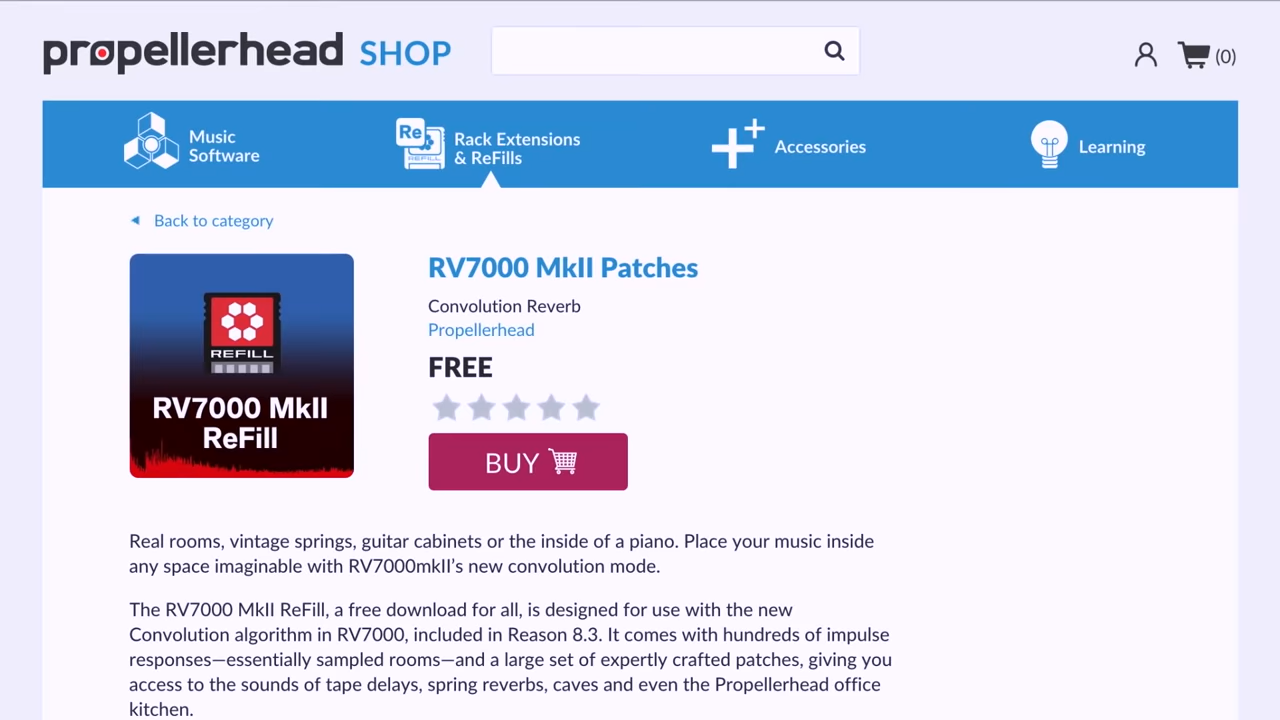 propellerhead SHOP
(0)
Music
Software
Re
REFILL
Rack Extensions
& ReFills
Accessories
Learning
Back to category
REFILL
RV7000 MkII
ReFill
RV7000 MkII Patches
Convolution Reverb
Propellerhead
FREE
BUY
Real rooms, vintage springs, guitar cabinets or the inside of a piano. Place your music inside
any space imaginable with RV7000mkII’s new convolution mode.
The RV7000 MkII ReFill, a free download for all, is designed for use with the new
Convolution algorithm in RV7000, included in Reason 8.3. It comes with hundreds of impulse
responses—essentially sampled rooms—and a large set of expertly crafted patches, giving you
access to the sounds of tape delays, spring reverbs, caves and even the Propellerhead office
kitchen.